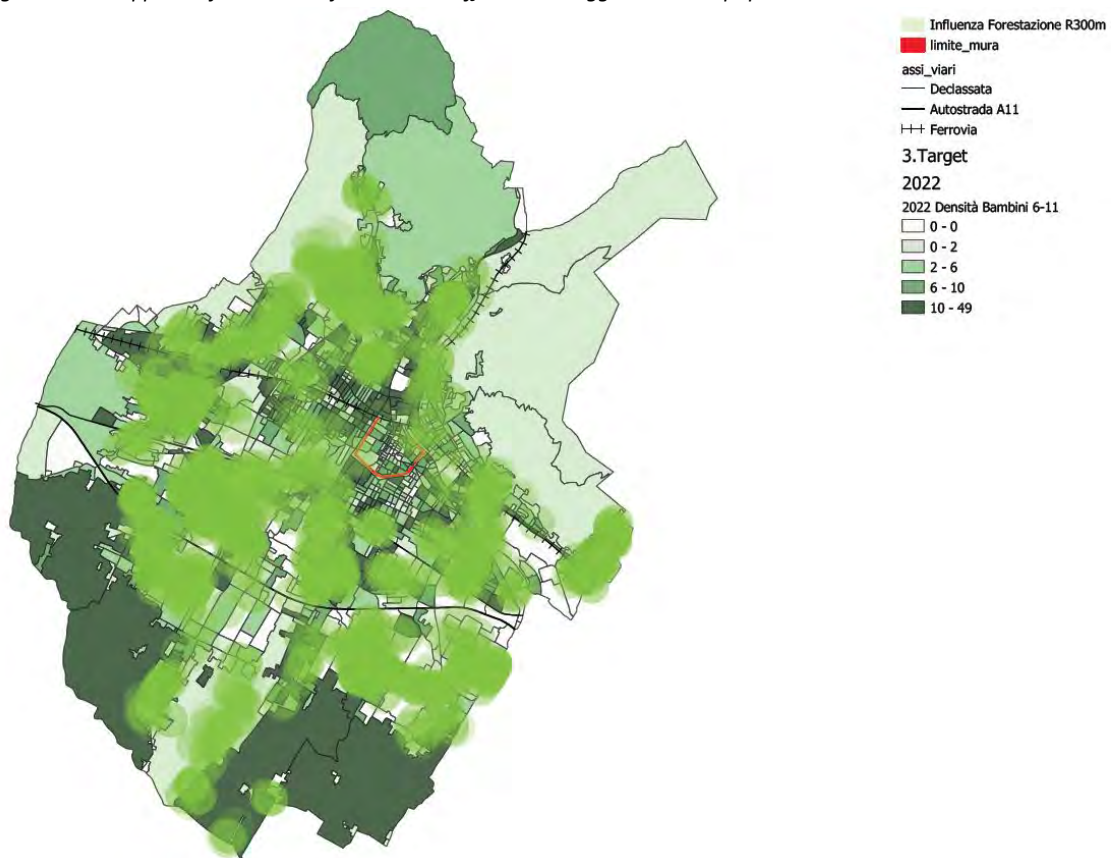 Influenza Forestazione R300m
limite_mura
assi_viari
Declassata
Autostrada A11
Ferrovia
3.Target
2022
2022 Densità Bambini 6-11
0 - 0
0 - 2
2 - 6
6 - 10
10 - 49